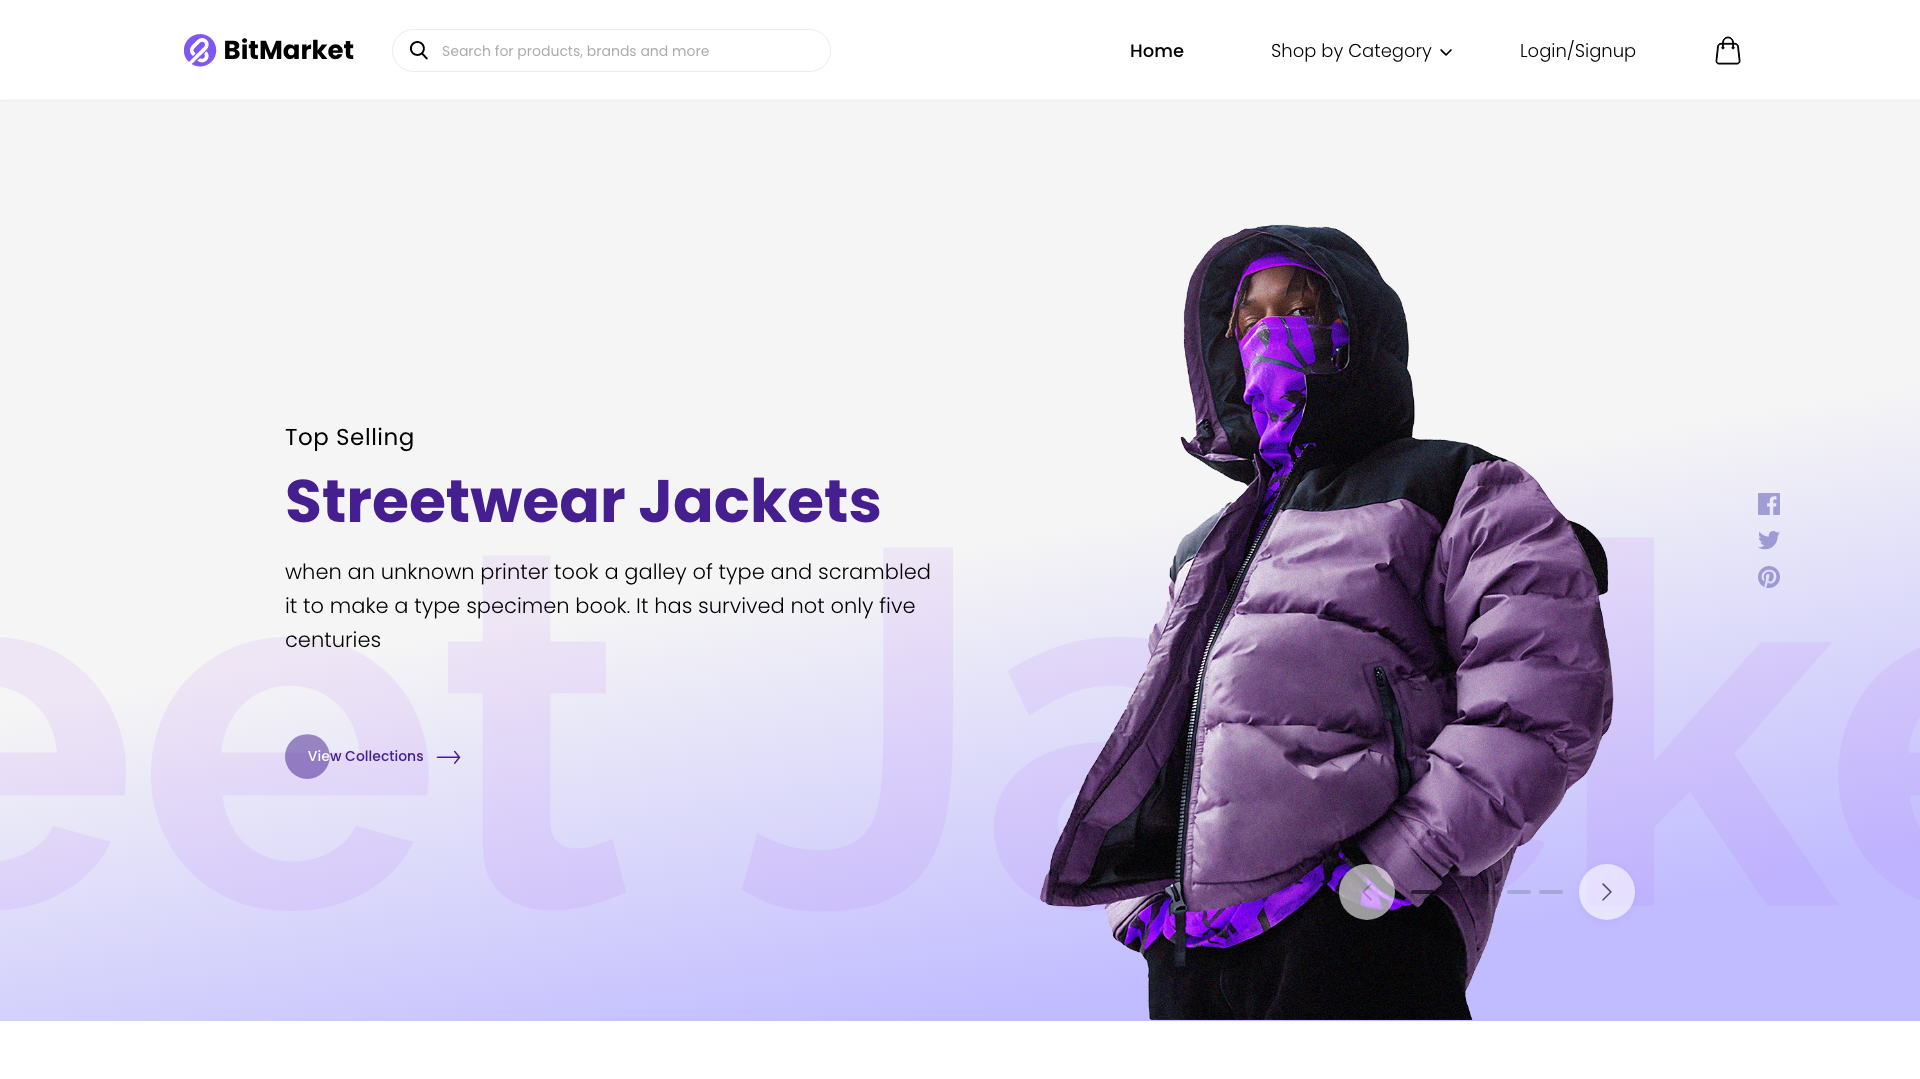 BitMarket
Search for products, brands and more
Home
Shop by Category
Login/Signup
Top Selling
Streetwear Jackets
when an unknown printer took a galley of type and scrambled
it to make a type specimen book. It has survived not only five
centuries
View Collections
eet Jacke